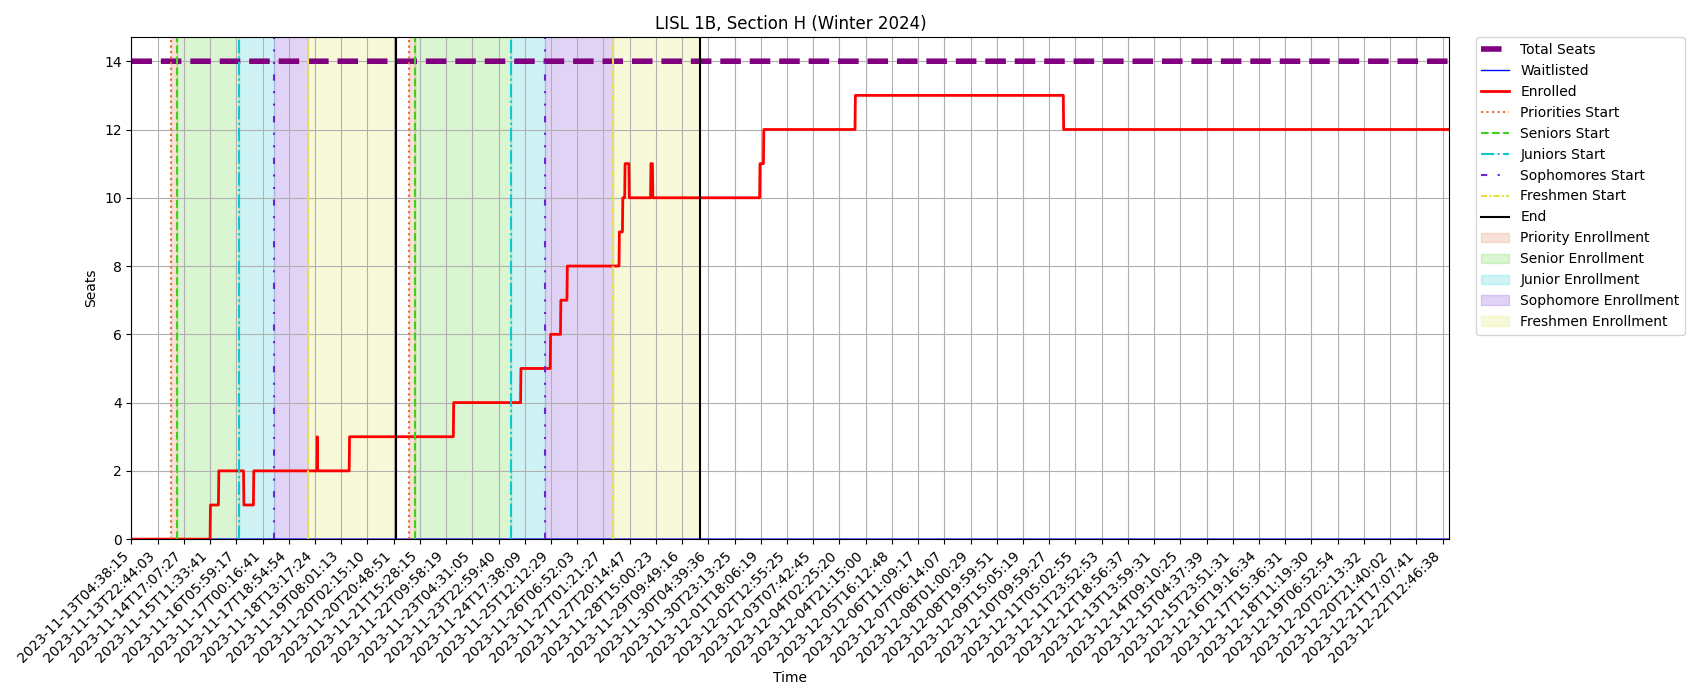 LISL 1B, Section H (Winter 2024)
Seats
14
12
10
8
6
4
2
0
2023-11-13T04:38:15
2023-11-13T22:44:03
2023-11-14T17:07:27
2023-11-15T11:33:41
2023-11-16T05:59:17
2023-11-17T00:16:41
2023-11-17T18:54:54
2023-11-18T13:17:24
2023-11-19T08:01:13
2023-11-20T02:15:10
2023-11-20T20:48:51
2023-11-21T15:28:15
2023-11-22T09:58:19
2023-11-23T04:31:05
2023-11-23T22:59:40
2023-11-24T17:38:09
2023-11-25T12:12:29
2023-11-26T06:52:03
2023-11-27T01:21:27
2023-11-27T20:14:47
2023-11-28T15:00:23
2023-11-29T09:49:16
2023-11-30T04:39:36
2023-11-30T23:13:25
2023-12-01T18:06:19
2023-12-02T12:55:25
2023-12-03T07:42:45
2023-12-04T02:25:20
2023-12-04T21:15:00
2023-12-05T16:12:48
2023-12-06T11:09:17
2023-12-07T06:14:07
2023-12-08T01:00:29
2023-12-08T19:59:51
2023-12-09T15:05:19
2023-12-10T09:59:27
2023-12-11T05:02:55
2023-12-11T23:52:53
2023-12-12T18:56:37
2023-12-13T13:59:31
2023-12-14T09:10:25
2023-12-15T04:37:39
2023-12-15T23:51:31
2023-12-16T19:16:34
2023-12-17T15:36:31
2023-12-18T11:19:30
2023-12-19T06:52:54
2023-12-20T02:13:32
2023-12-20T21:40:02
2023-12-21T17:07:41
2023-12-22T12:46:38
Time
Total Seats
Waitlisted
Enrolled
Priorities Start
Seniors Start
Juniors Start
Sophomores Start
Freshmen Start
End
Priority Enrollment
Senior Enrollment
Junior Enrollment
Sophomore Enrollment
Freshmen Enrollment